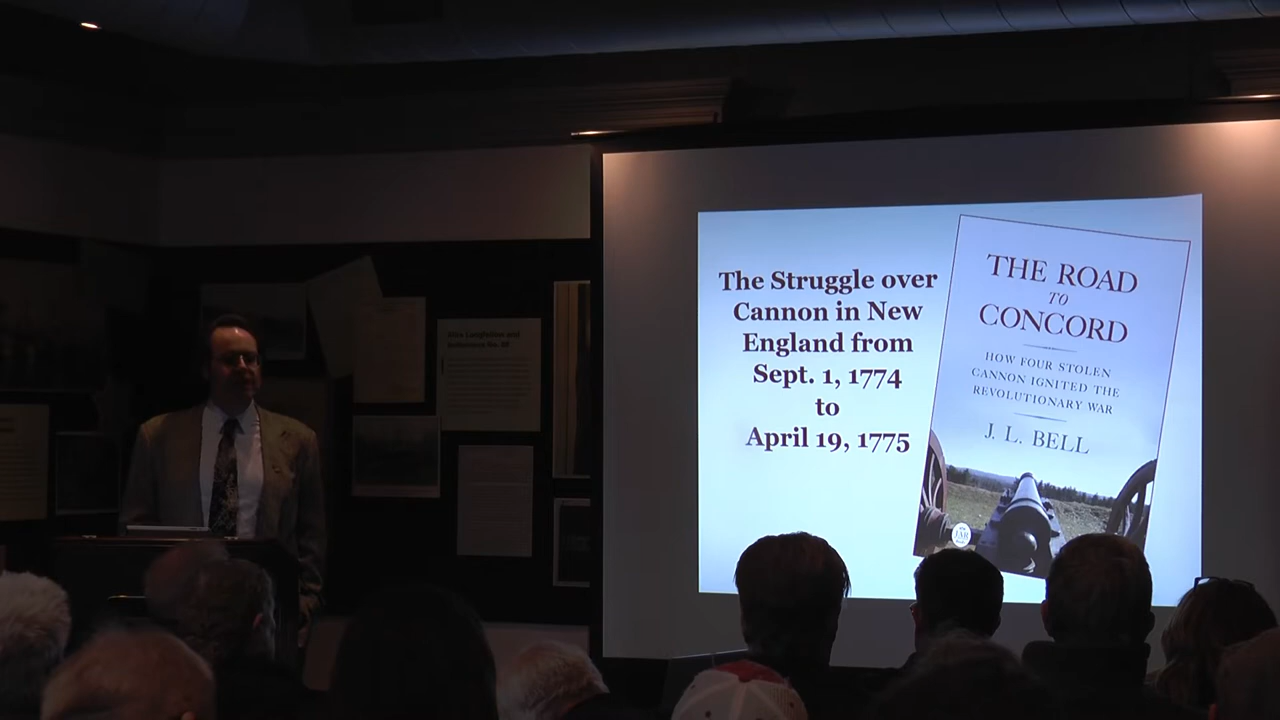 The Struggle over
Cannon in New
England from
Sept. 1, 1774
to
April 19, 1775
THE ROAD
TO
CONCORD
HOW FOUR STOLEN
CANNON IGNITED THE
REVOLUTIONARY WAR
J. L. BELL